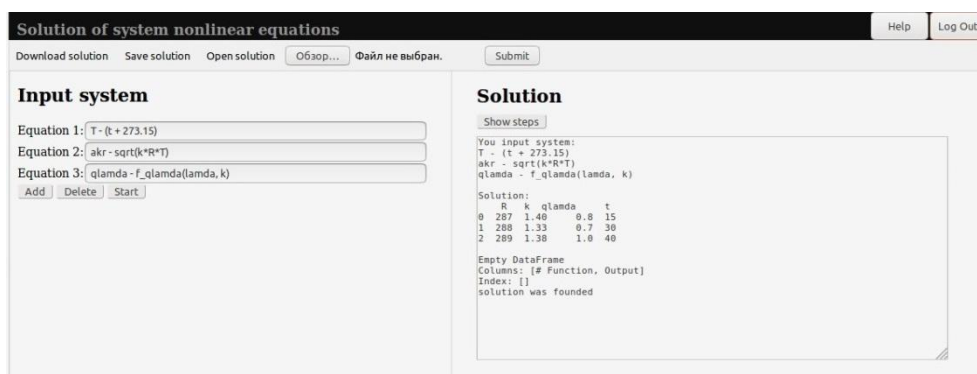 Solution of system nonlinear equations
Help
Log Out
Download solution Save solution Open solution Обзор... Файл не выбран. Submit
Input system
Equation 1: T - (t + 273.15)
Equation 2: akr - sqrt(k*R*T)
Equation 3: qlamda - f_qlamda(lamda, k)
Add Delete Start
Solution
Show steps
You input system:
T - (t + 273.15)
akr - sqrt(k*R*T)
qlamda - f_qlamda(lamda, k)
Solution:
R k qlamda t
0 287 1.40 0.8 15
1 288 1.33 0.7 30
2 289 1.38 1.0 40
Empty DataFrame
Columns: [# Function, Output]
Index: []
solution was founded